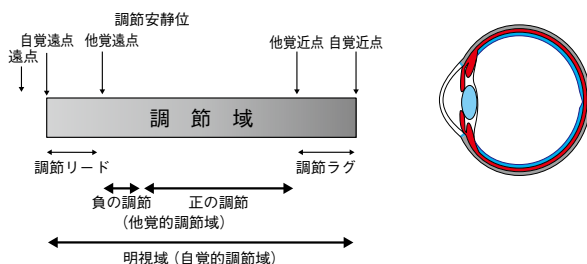 調節安静位
自覚遠点 他覚遠点 他覚近点 自覚近点
遠点
調節域
調節リード 調節ラグ
負の調節 正の調節
(他覚的調節域)
明視域(自覚的調節域)